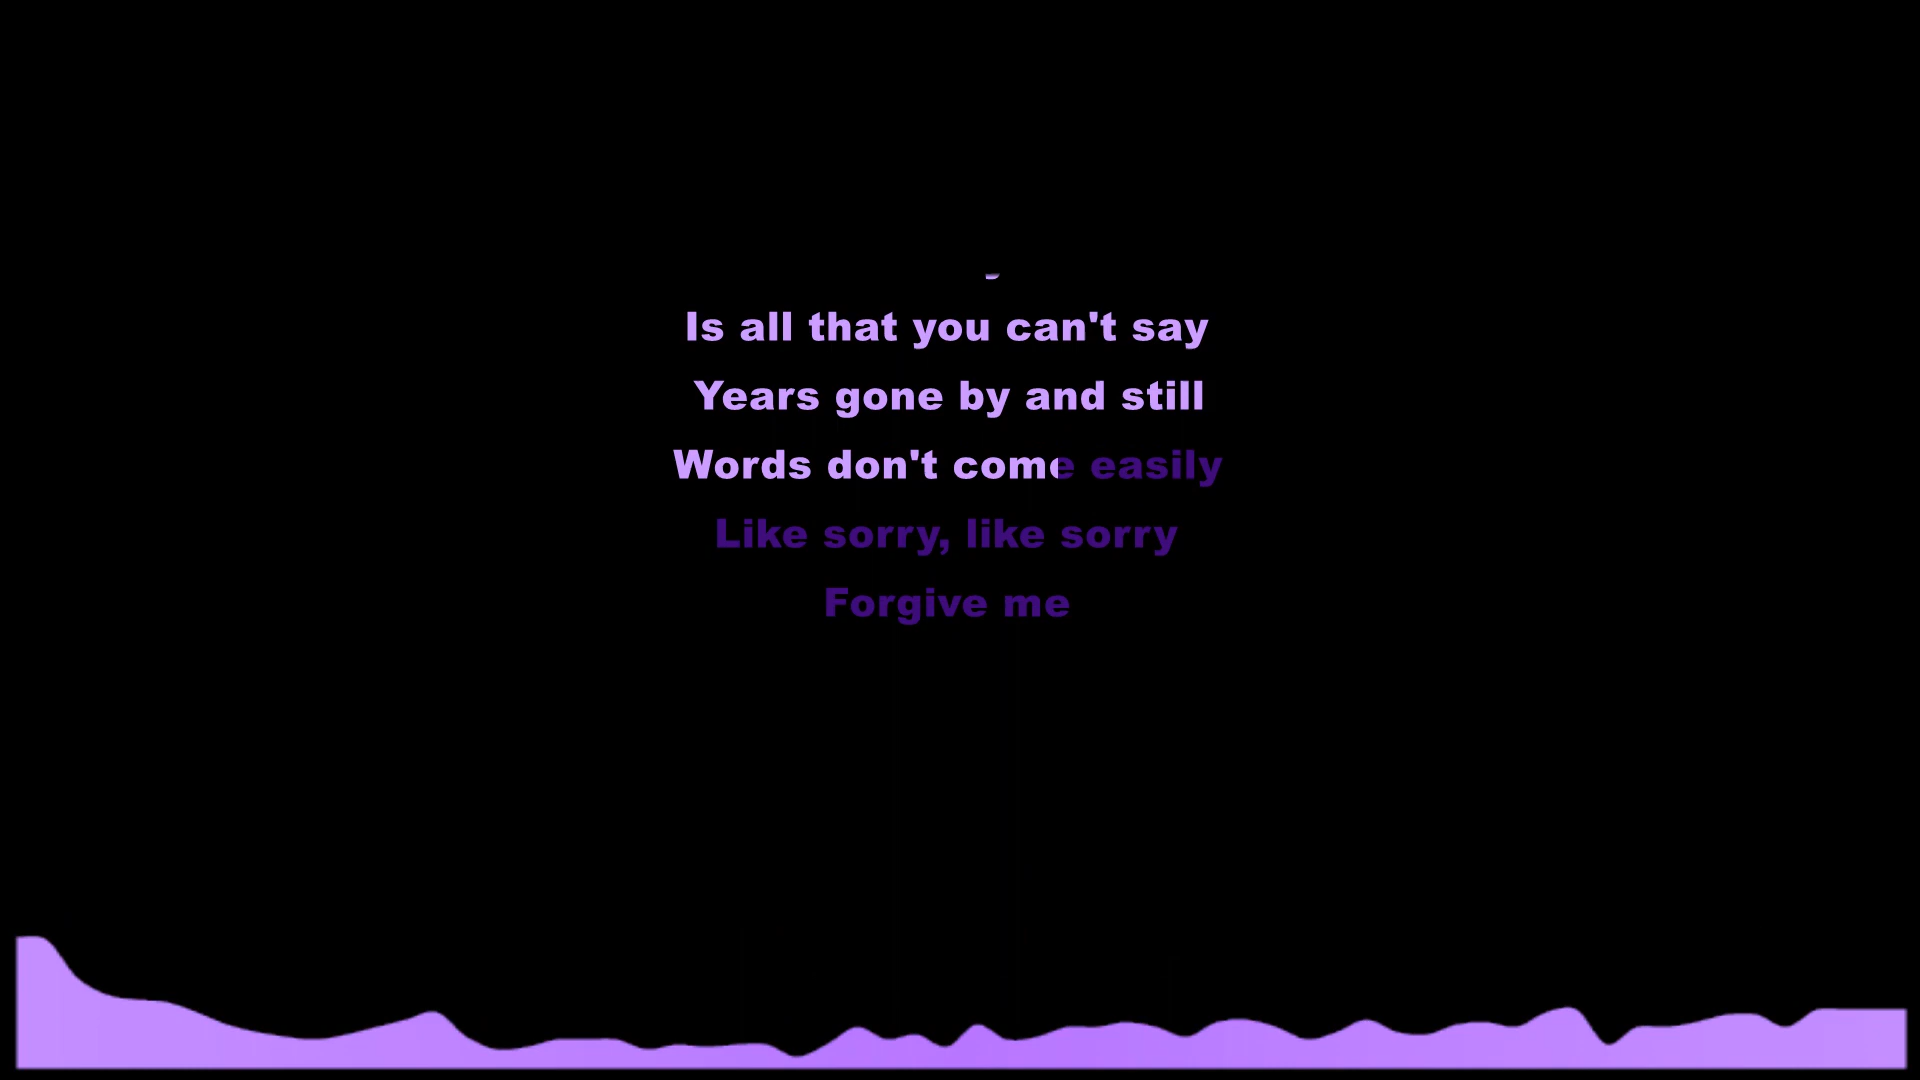 Is all that you can't say
Years gone by and still
Words don't come easily
Like sorry, like sorry
Forgive me